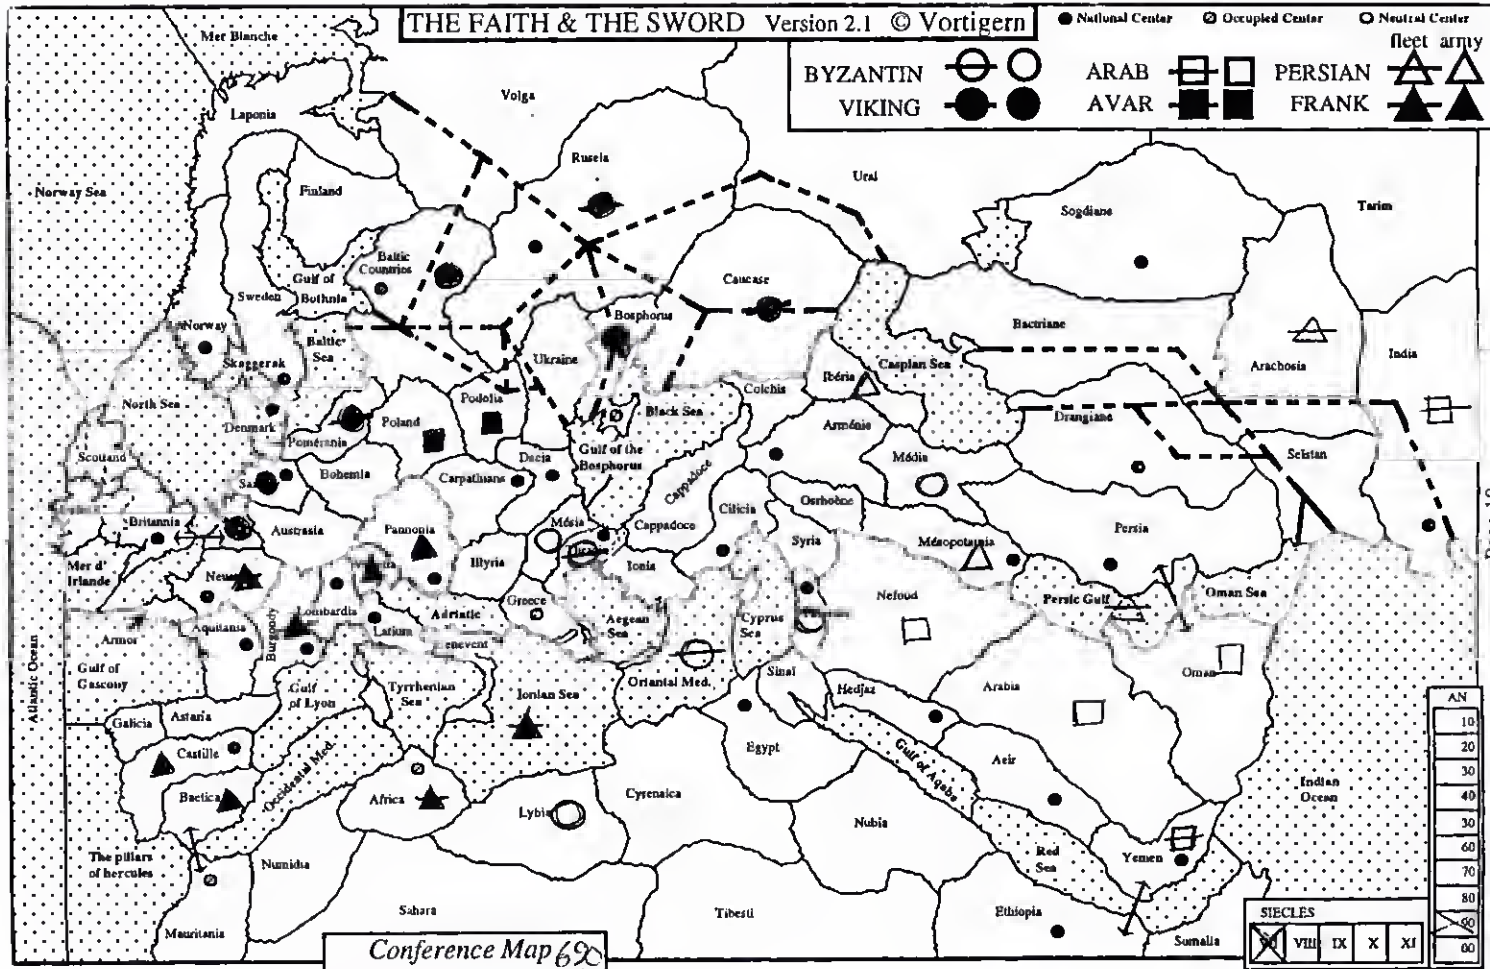 THE FAITH & THE SWORD Version 2.1 © Vortigern
National Center
Occupied Center
Neutral Center
fleet army
BYZANTIN
ARAB
PERSIAN
VIKING
AVAR
FRANK
Mer Blanche
Volga
Laponia
Russia
Ural
Norway Sea
Finland
Sogdiane
Tarim
Baltic
Countries
Gulf of
Bothnia
Sweden
Caucase
Norway
Bosphorus
Bactriane
Baltic
Sea
Skaggerak
Ukraine
Ibéria
Caspian Sea
Arachosia
India
North Sea
Podolia
Colchis
Black Sea
Denmark
Poland
Arménie
Drangiane
Pomérania
Scotland
Bohemia
Carpathians
Dacia
Gulf of the
Bosphorus
Cappadoce
Média
Seistan
Osrhoène
Britannia
Austrasia
Pannonia
Mésia
Cappadoce
Cilicia
Persia
Syria
Mésopotamia
Mer d'
Irlande
Illyria
Ionia
Persic Gulf
Oman Sea
Nefoud
Lombardia
Greece
Adriatic
Aegean
Sea
Cyprus
Sea
Armor
Aquitania
Burgondy
Latium
Gulf of
Gascony
Atlantic Ocean
Sinaï
Oman
Gulf
of Lyon
Tyrrhenian
Sea
Ionian Sea
Oriantal Med.
Hedjaz
Arabia
Galicia
Astaria
Castille
Occidental Med.
Egypt
Gulf of Aqaba
Asir
AN
10
20
30
40
30
60
70
80
90
00
Indian
Ocean
Baetica
Africa
Cyrenaica
Lybia
Nubia
Red
Sea
Yemen
The pillars
of hercules
Numidia
Sahara
Tibesti
Ethiopia
Mauritania
Somalia
SIECLES
VIII IX X XI
Conference Map 690